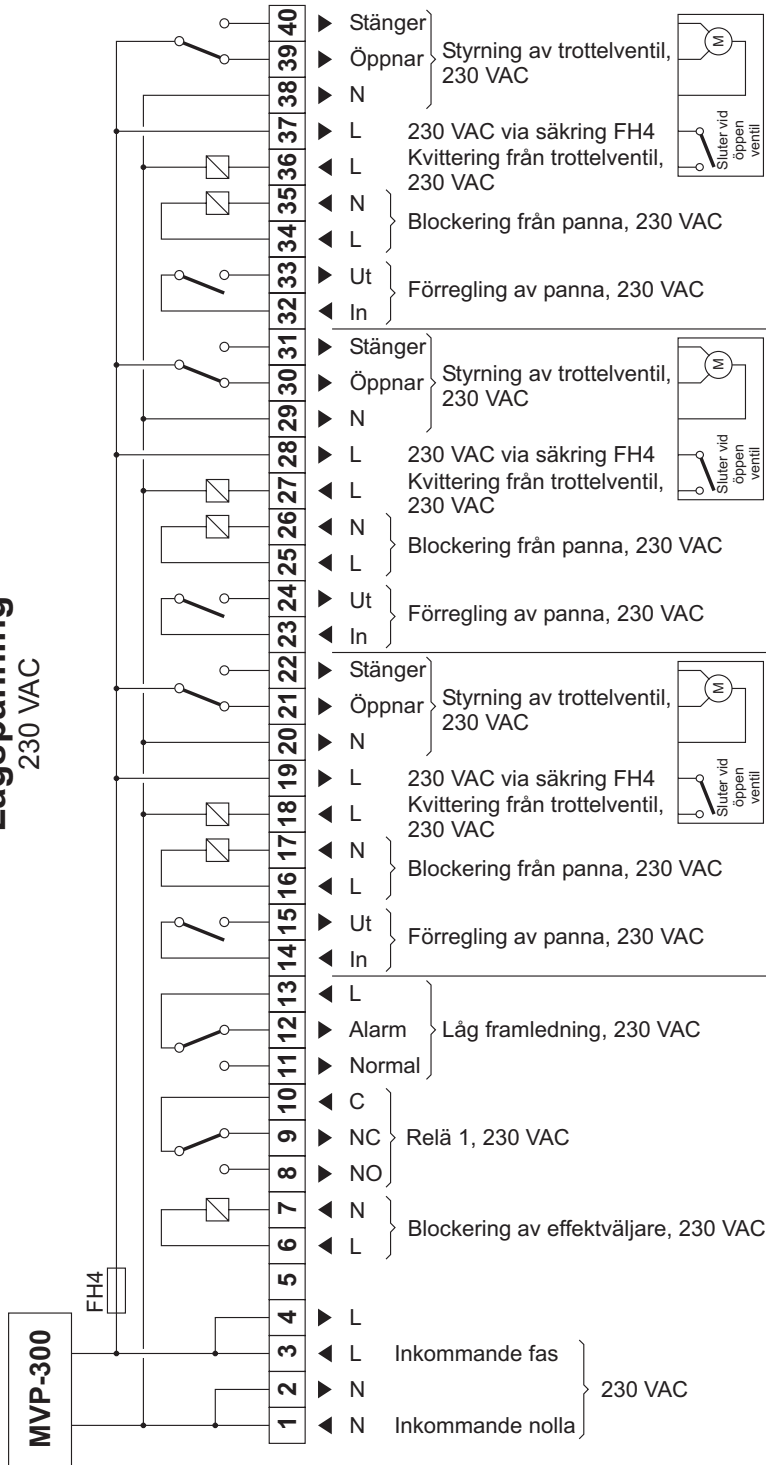 40 Stänger
39 Öppnar
Styrning av trottelventil,
230 VAC
38 N
37 L 230 VAC via säkring FH4
36 L Kvittering från trottelventil,
230 VAC
35 N
34 L
Blockering från panna, 230 VAC
33 Ut
32 In
Förregling av panna, 230 VAC
M
Sluter vid
öppen
ventil
31 Stänger
30 Öppnar
Styrning av trottelventil,
230 VAC
29 N
28 L 230 VAC via säkring FH4
27 L Kvittering från trottelventil,
230 VAC
26 N
25 L
Blockering från panna, 230 VAC
24 Ut
23 In
Förregling av panna, 230 VAC
M
Sluter vid
öppen
ventil
22 Stänger
21 Öppnar
Styrning av trottelventil,
230 VAC
20 N
19 L 230 VAC via säkring FH4
18 L Kvittering från trottelventil,
230 VAC
17 N
16 L
Blockering från panna, 230 VAC
15 Ut
14 In
Förregling av panna, 230 VAC
M
Sluter vid
öppen
ventil
13 L
12 Alarm
11 Normal
Låg framledning, 230 VAC
10 C
9 NC
8 NO
Relä 1, 230 VAC
7 N
6 L
Blockering av effektväljare, 230 VAC
5
4 L
3 L Inkommande fas
2 N
1 N Inkommande nolla
230 VAC
FH4
MVP-300
230 VAC